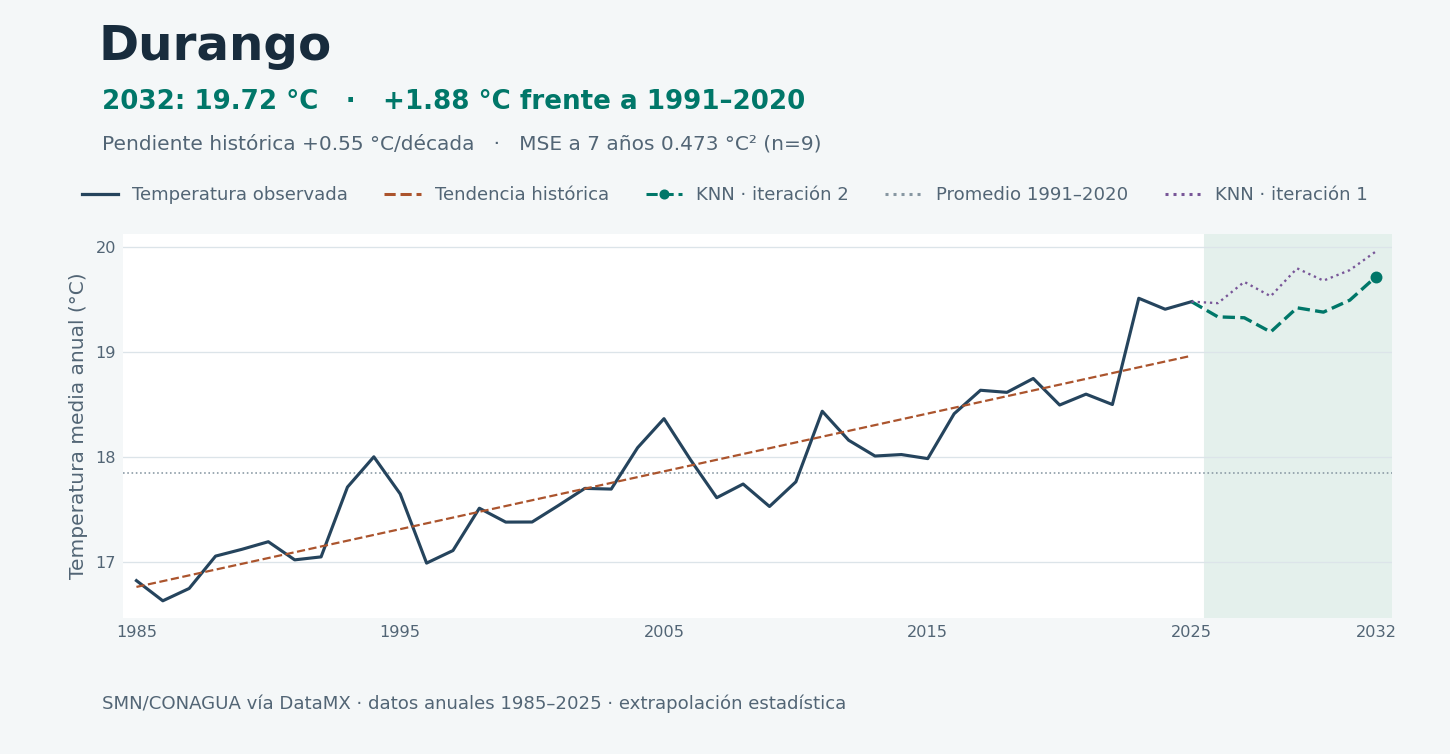 Durango
2032: 19.72 °C · +1.88 °C frente a 1991–2020
Pendiente histórica +0.55 °C/década · MSE a 7 años 0.473 °C² (n=9)
Temperatura observada Tendencia histórica KNN · iteración 2 Promedio 1991–2020 KNN · iteración 1
Temperatura media anual (°C)
20
19
18
17
1985 1995 2005 2015 2025 2032
SMN/CONAGUA vía DataMX · datos anuales 1985–2025 · extrapolación estadística